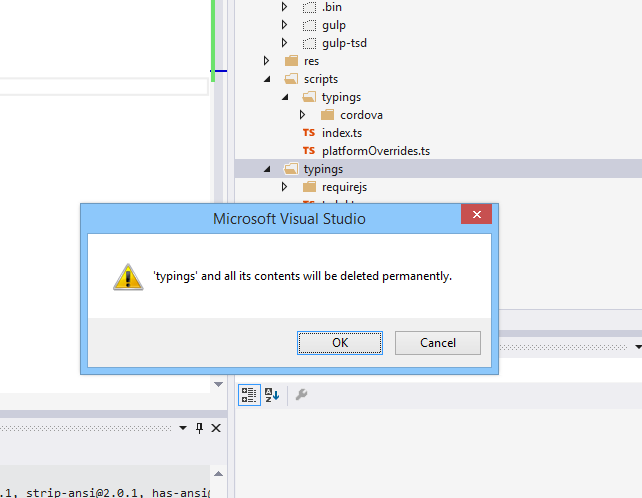 .bin
gulp
gulp-tsd
res
scripts
typings
cordova
TS index.ts
TS platformOverrides.ts
typings
requirejs
Microsoft Visual Studio
'typings' and all its contents will be deleted permanently.
OK
Cancel
.1, strip-ansi@2.0.1, has-ansi@